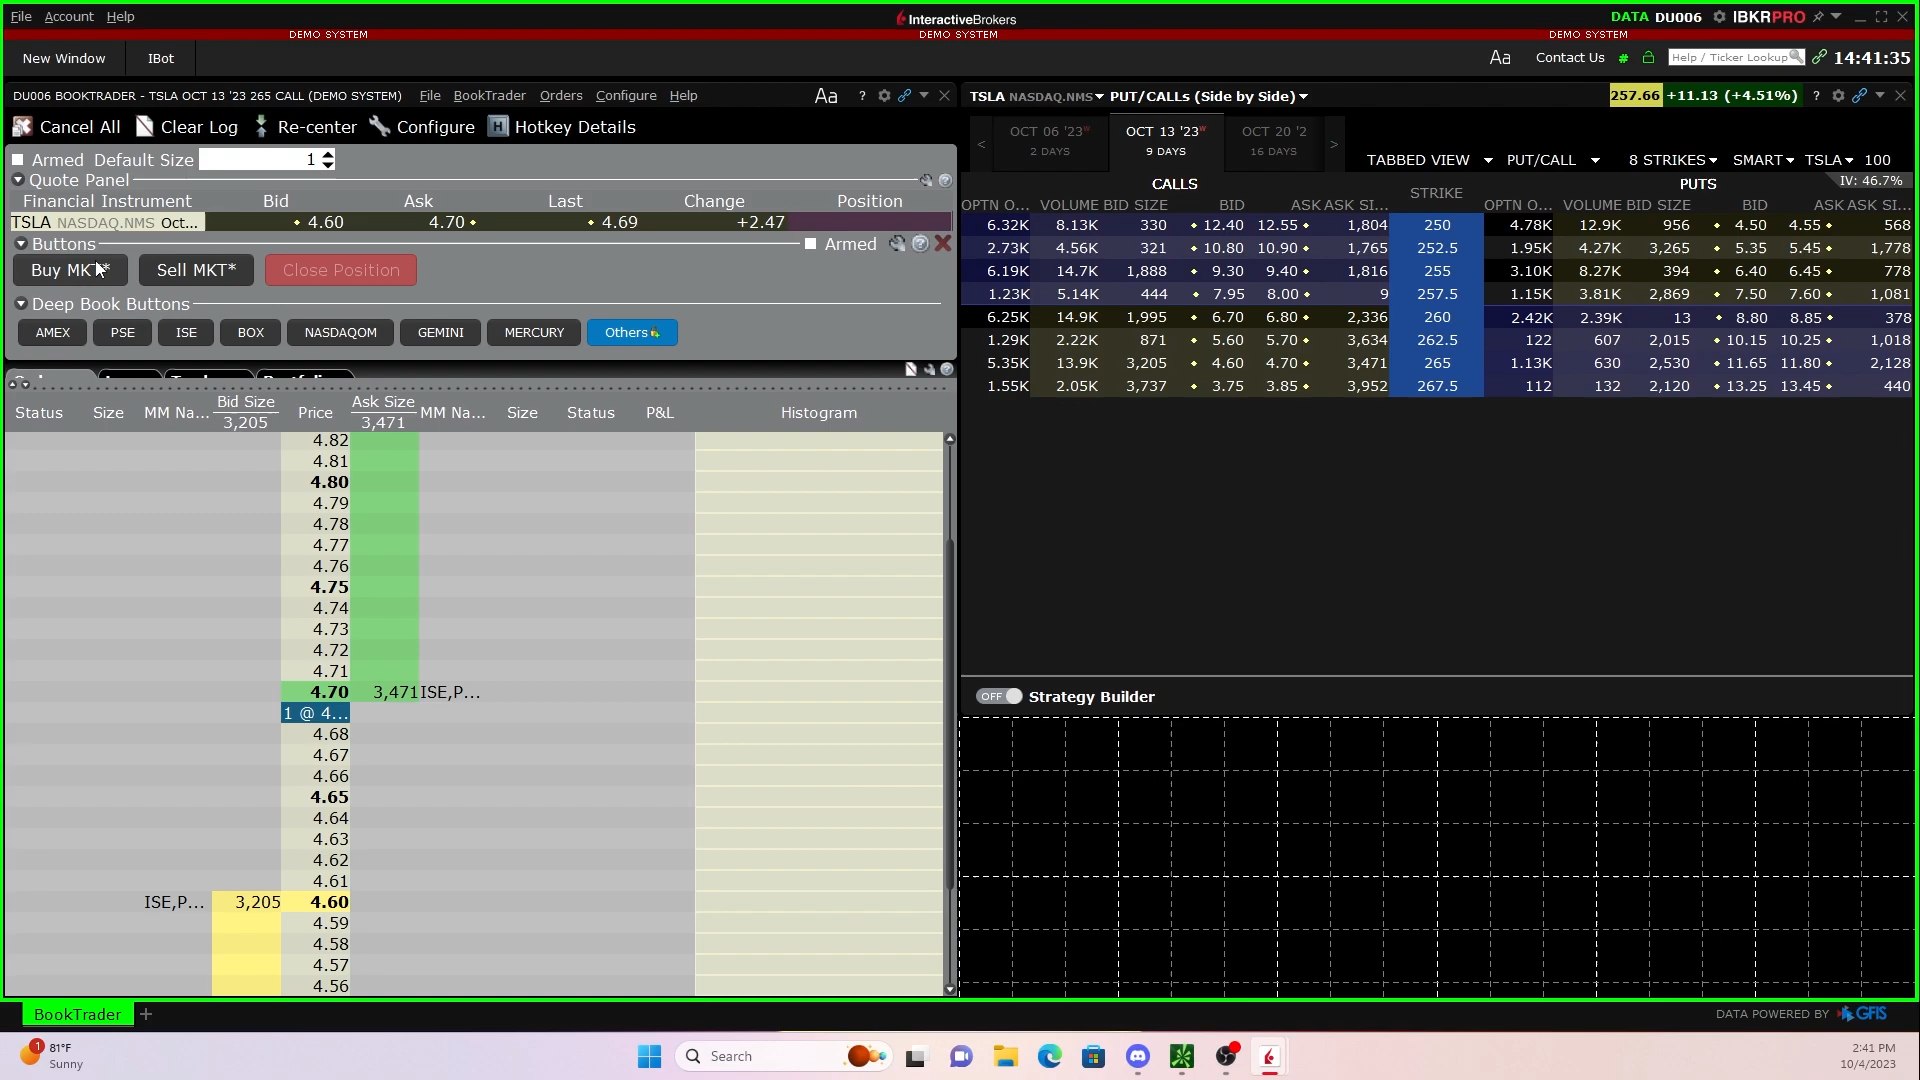 File Account Help
InteractiveBrokers
DATA DU006 IBKRPRO
DEMO SYSTEM DEMO SYSTEM DEMO SYSTEM
New Window IBot
Aa Contact Us # Help / Ticker Lookup 14:41:35
DU006 BOOKTRADER - TSLA OCT 13 '23 265 CALL (DEMO SYSTEM) File BookTrader Orders Configure Help Aa ?
Cancel All Clear Log Re-center Configure H Hotkey Details
Armed Default Size 1
Quote Panel
Financial Instrument Bid Ask Last Change Position
TSLA NASDAQ.NMS Oct... 4.60 4.70 4.69 +2.47
Buttons Armed
Buy MKT* Sell MKT* Close Position
Deep Book Buttons
AMEX PSE ISE BOX NASDAQOM GEMINI MERCURY Others
Status Size MM Na... Bid Size Price Ask Size MM Na... Size Status P&L Histogram
3,205 3,471
4.82
4.81
4.80
4.79
4.78
4.77
4.76
4.75
4.74
4.73
4.72
4.71
4.70 3,471 ISE,P...
1 @ 4...
4.68
4.67
4.66
4.65
4.64
4.63
4.62
4.61
ISE,P... 3,205 4.60
4.59
4.58
4.57
4.56
TSLA NASDAQ.NMS PUT/CALLs (Side by Side) 257.66 +11.13 (+4.51%) ?
< OCT 06 '23W OCT 13 '23W OCT 20 '2 >
2 DAYS 9 DAYS 16 DAYS
TABBED VIEW PUT/CALL 8 STRIKES SMART TSLA 100
CALLS STRIKE PUTS IV: 46.7%
OPTN O... VOLUME BID SIZE BID ASK ASK SI... OPTN O... VOLUME BID SIZE BID ASK ASK SI...
6.32K 8.13K 330 12.40 12.55 1,804 250 4.78K 12.9K 956 4.50 4.55 568
2.73K 4.56K 321 10.80 10.90 1,765 252.5 1.95K 4.27K 3,265 5.35 5.45 1,778
6.19K 14.7K 1,888 9.30 9.40 1,816 255 3.10K 8.27K 394 6.40 6.45 778
1.23K 5.14K 444 7.95 8.00 9 257.5 1.15K 3.81K 2,869 7.50 7.60 1,081
6.25K 14.9K 1,995 6.70 6.80 2,336 260 2.42K 2.39K 13 8.80 8.85 378
1.29K 2.22K 871 5.60 5.70 3,634 262.5 122 607 2,015 10.15 10.25 1,018
5.35K 13.9K 3,205 4.60 4.70 3,471 265 1.13K 630 2,530 11.65 11.80 2,128
1.55K 2.05K 3,737 3.75 3.85 3,952 267.5 112 132 2,120 13.25 13.45 440
OFF Strategy Builder
BookTrader +
DATA POWERED BY GFIS
1 81°F
Sunny
Search
2:41 PM
10/4/2023